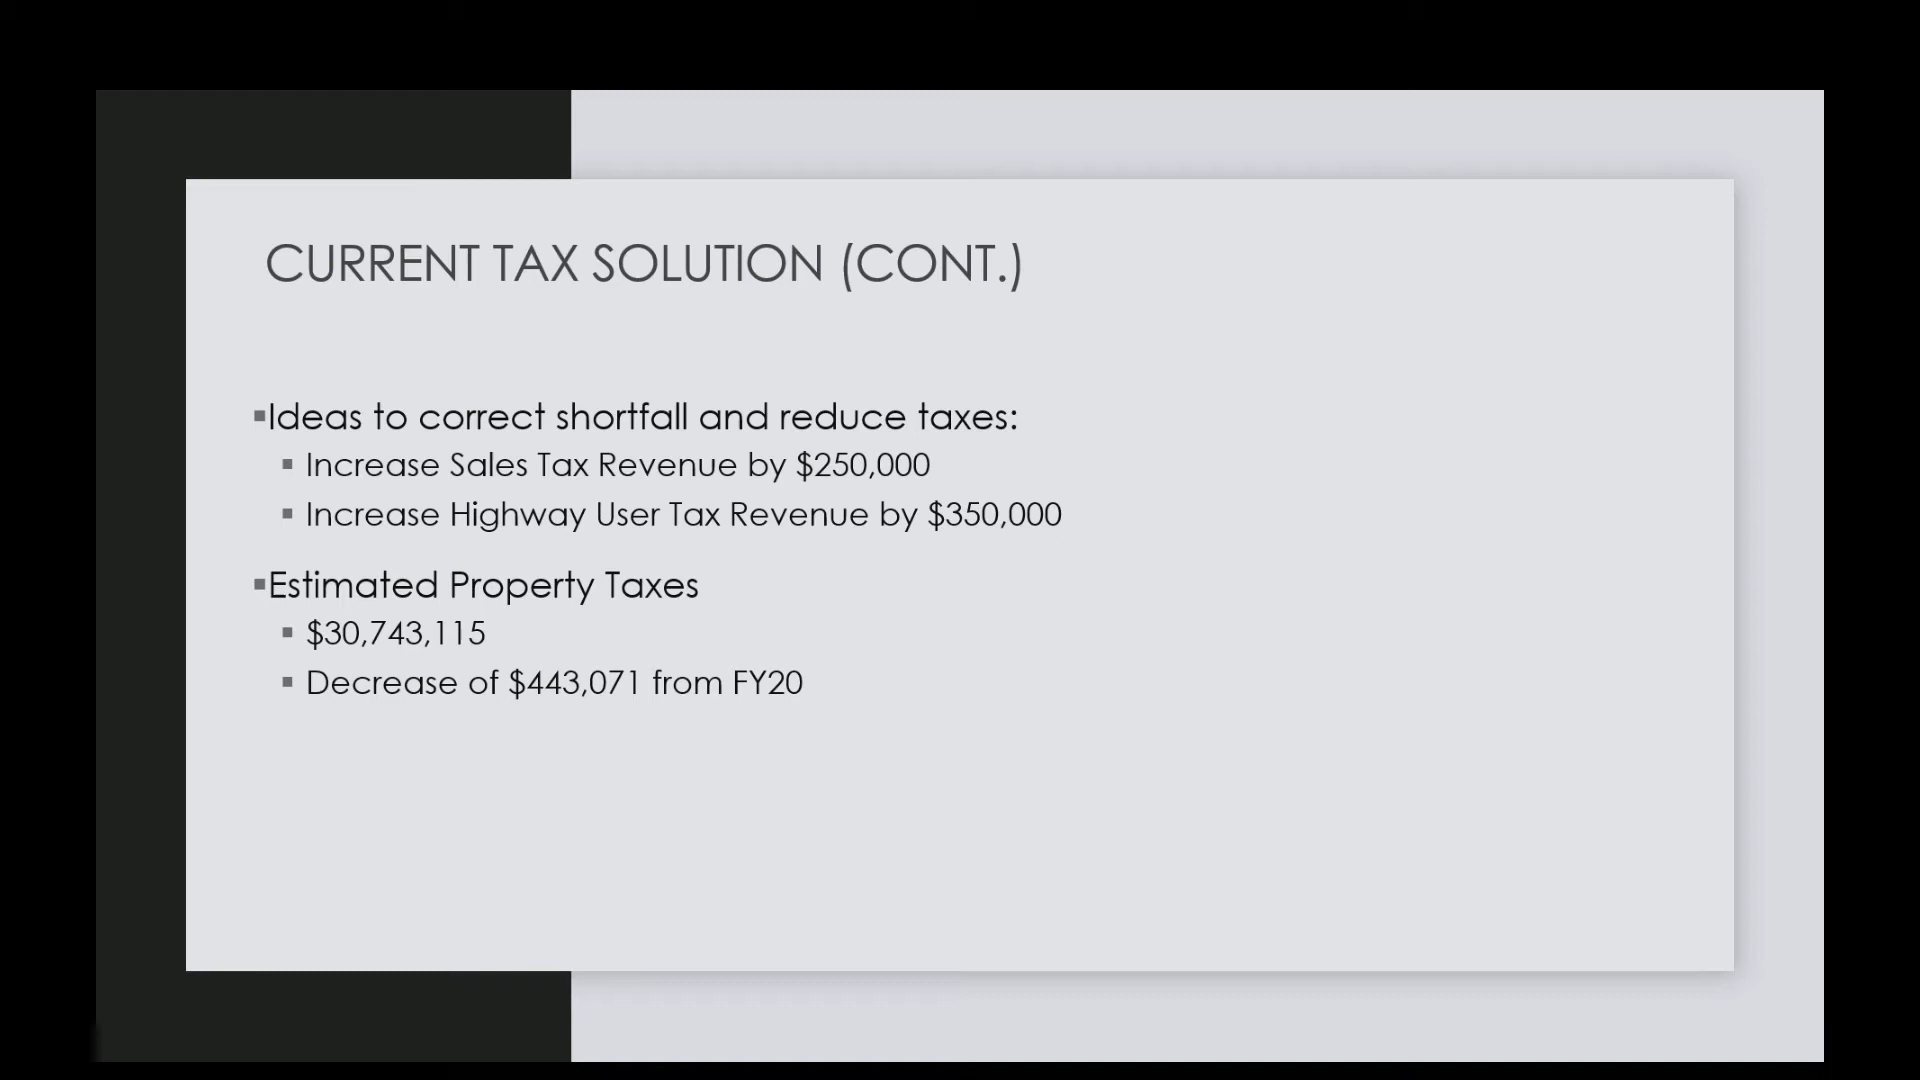 CURRENT TAX SOLUTION (CONT.)
▪Ideas to correct shortfall and reduce taxes:
▪ Increase Sales Tax Revenue by $250,000
▪ Increase Highway User Tax Revenue by $350,000
▪Estimated Property Taxes
▪ $30,743,115
▪ Decrease of $443,071 from FY20